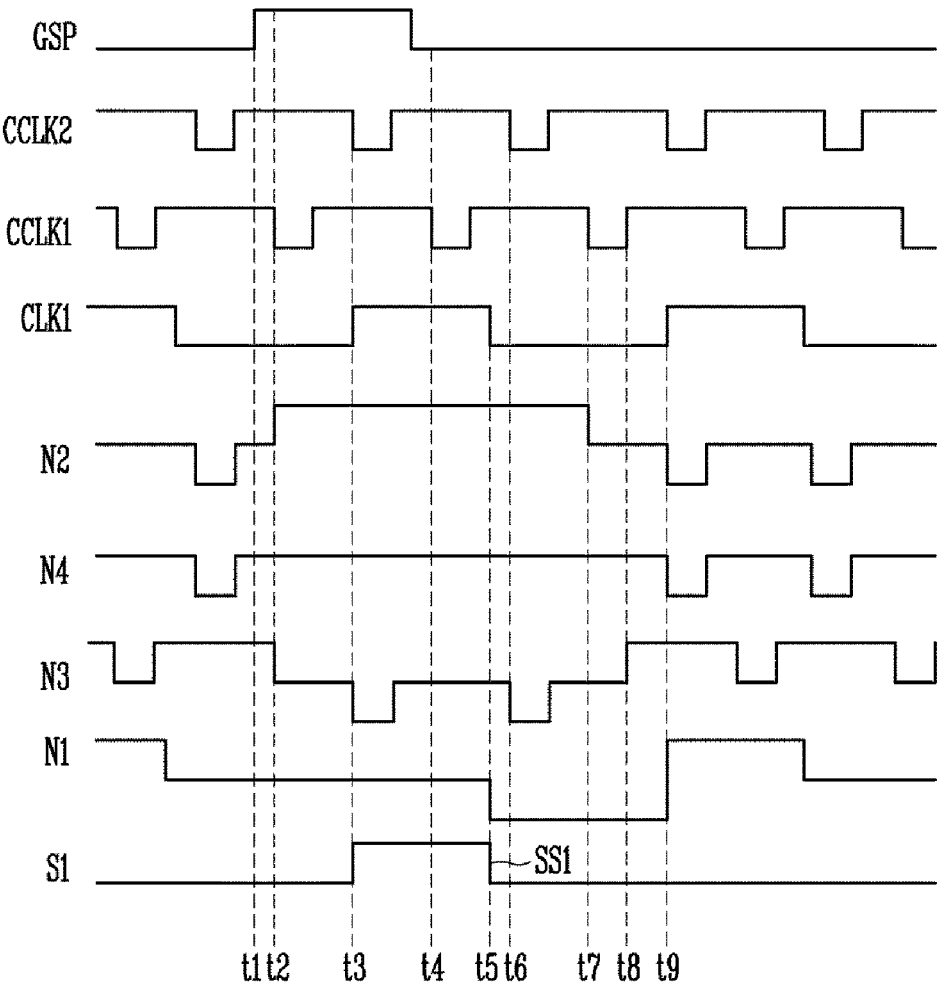 GSP
CCLK2
CCLK1
CLK1
N2
N4
N3
N1
S1
SS1
t1 t2 t3 t4 t5 t6 t7 t8 t9